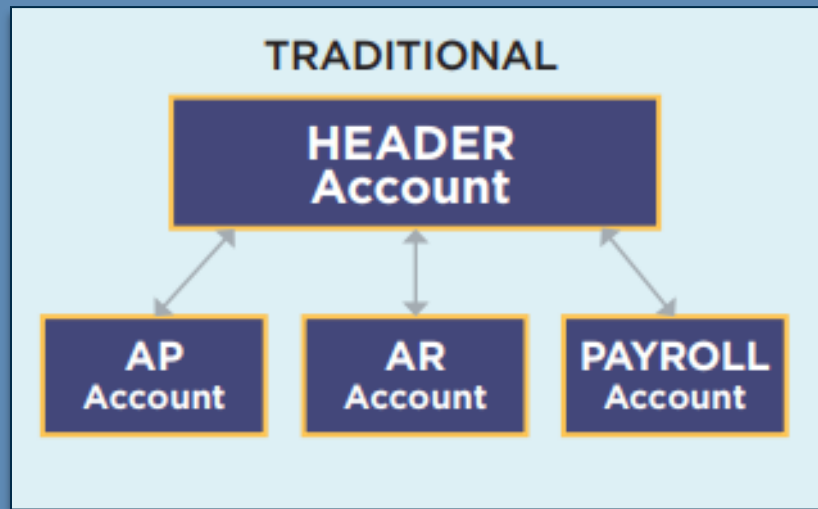 TRADITIONAL
HEADER
Account
AP
Account
AR
Account
PAYROLL
Account